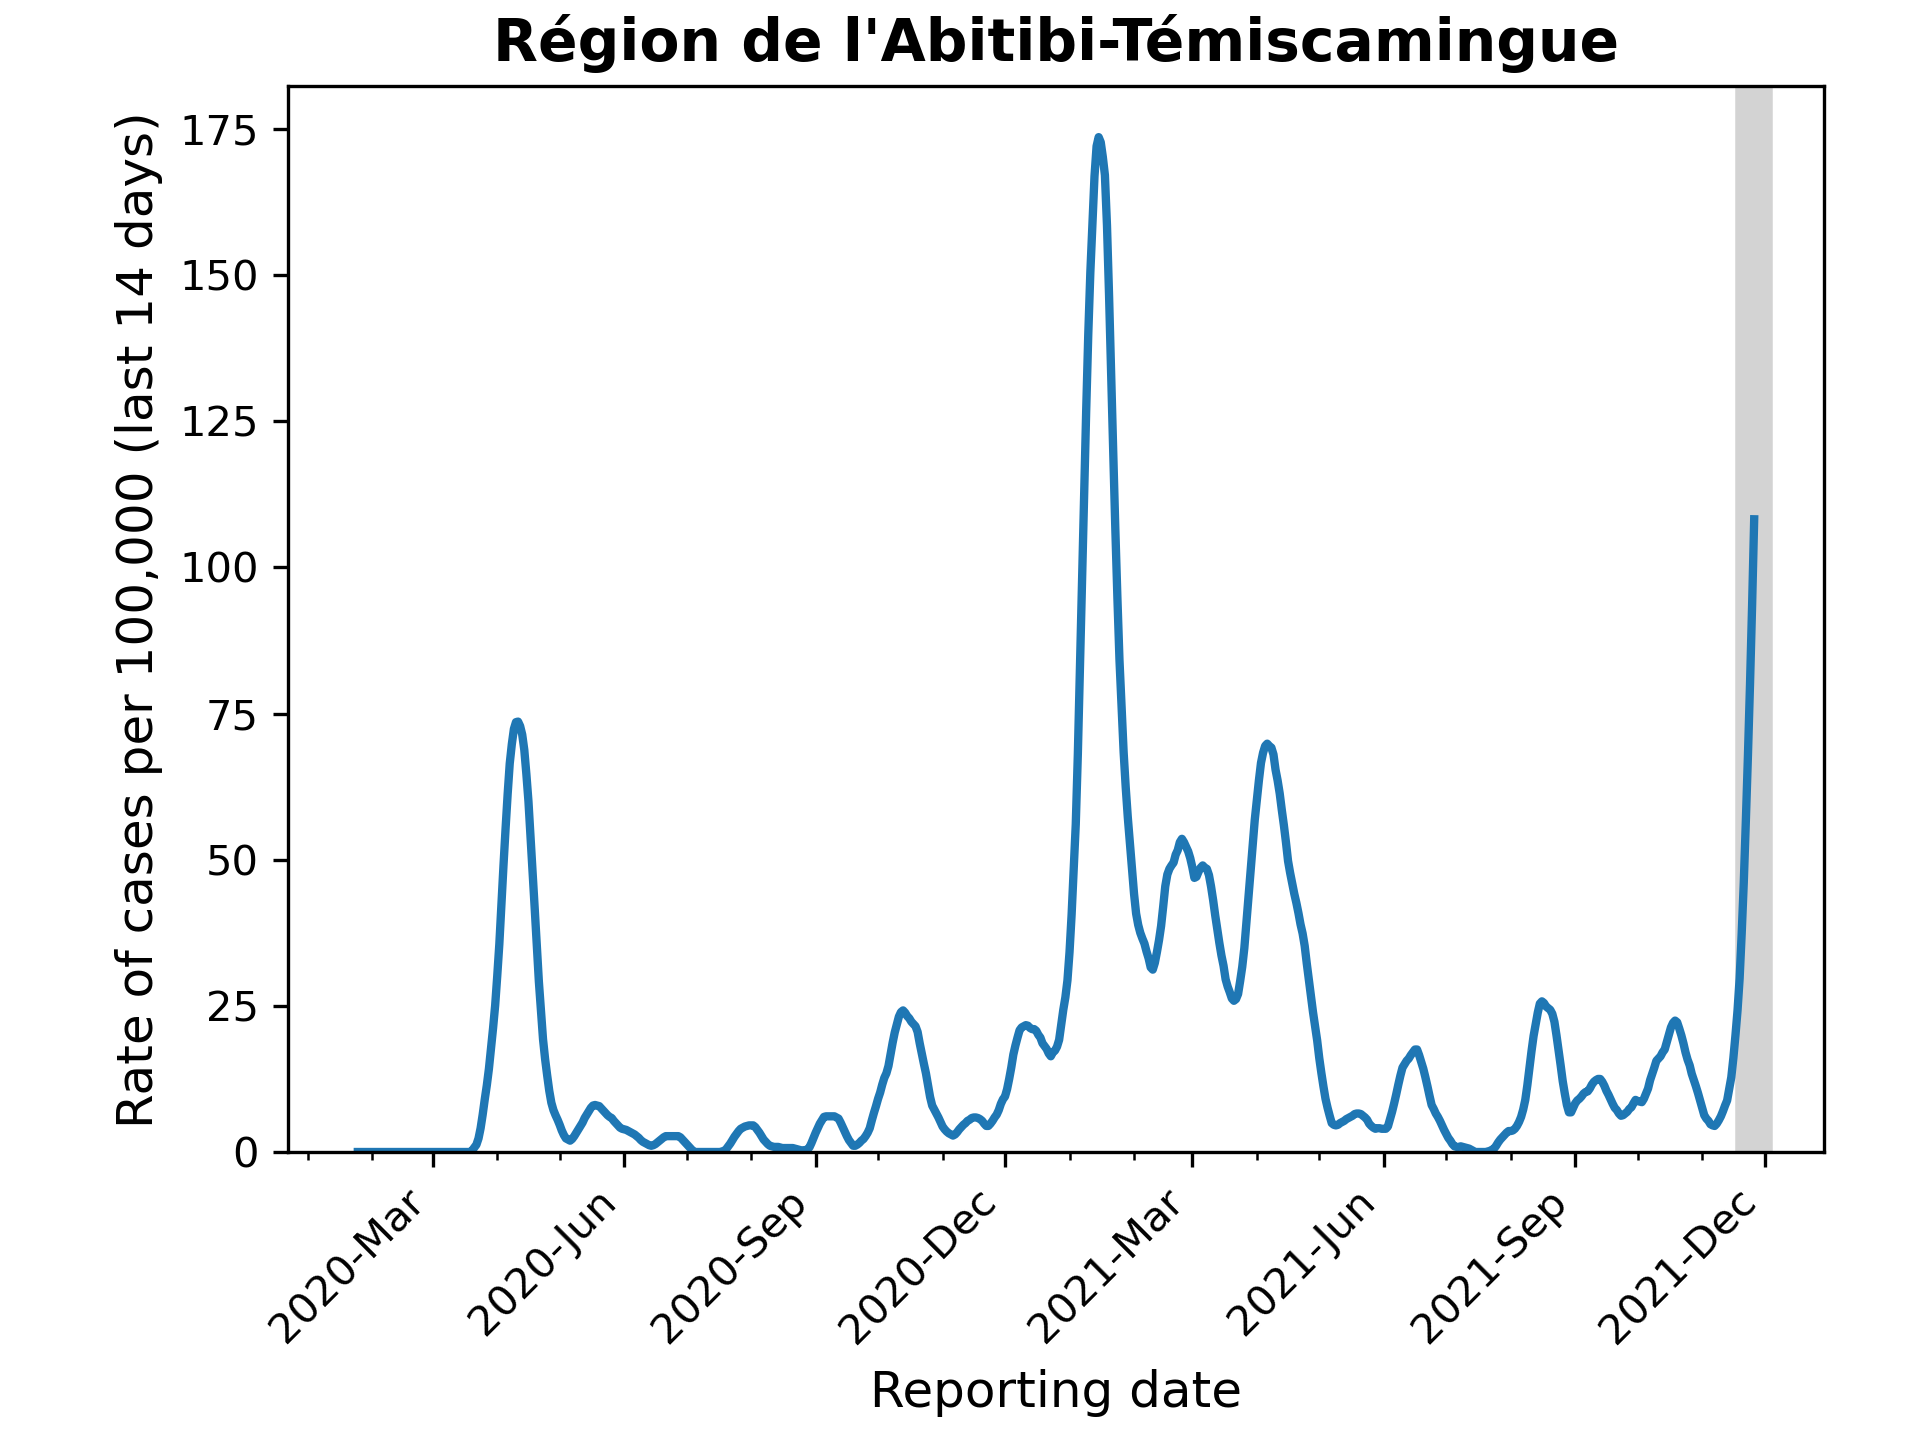 Région de l'Abitibi-Témiscamingue
Rate of cases per 100,000 (last 14 days)
175
150
125
100
75
50
25
0
2020-Mar
2020-Jun
2020-Sep
2020-Dec
2021-Mar
2021-Jun
2021-Sep
2021-Dec
Reporting date